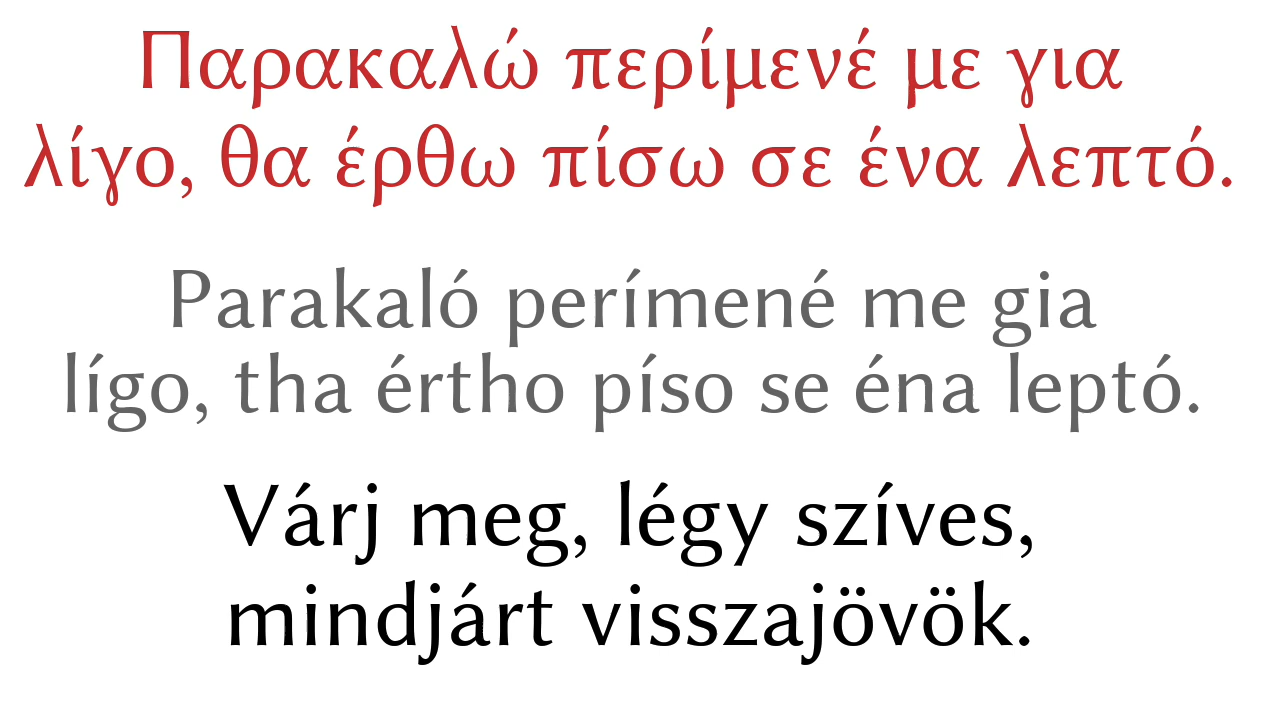 Παρακαλώ περίμενέ με για
λίγο, θα έρθω πίσω σε ένα λεπτό.
Parakaló perímené me gia
lígo, tha értho píso se éna leptó.
Várj meg, légy szíves,
mindjárt visszajövök.